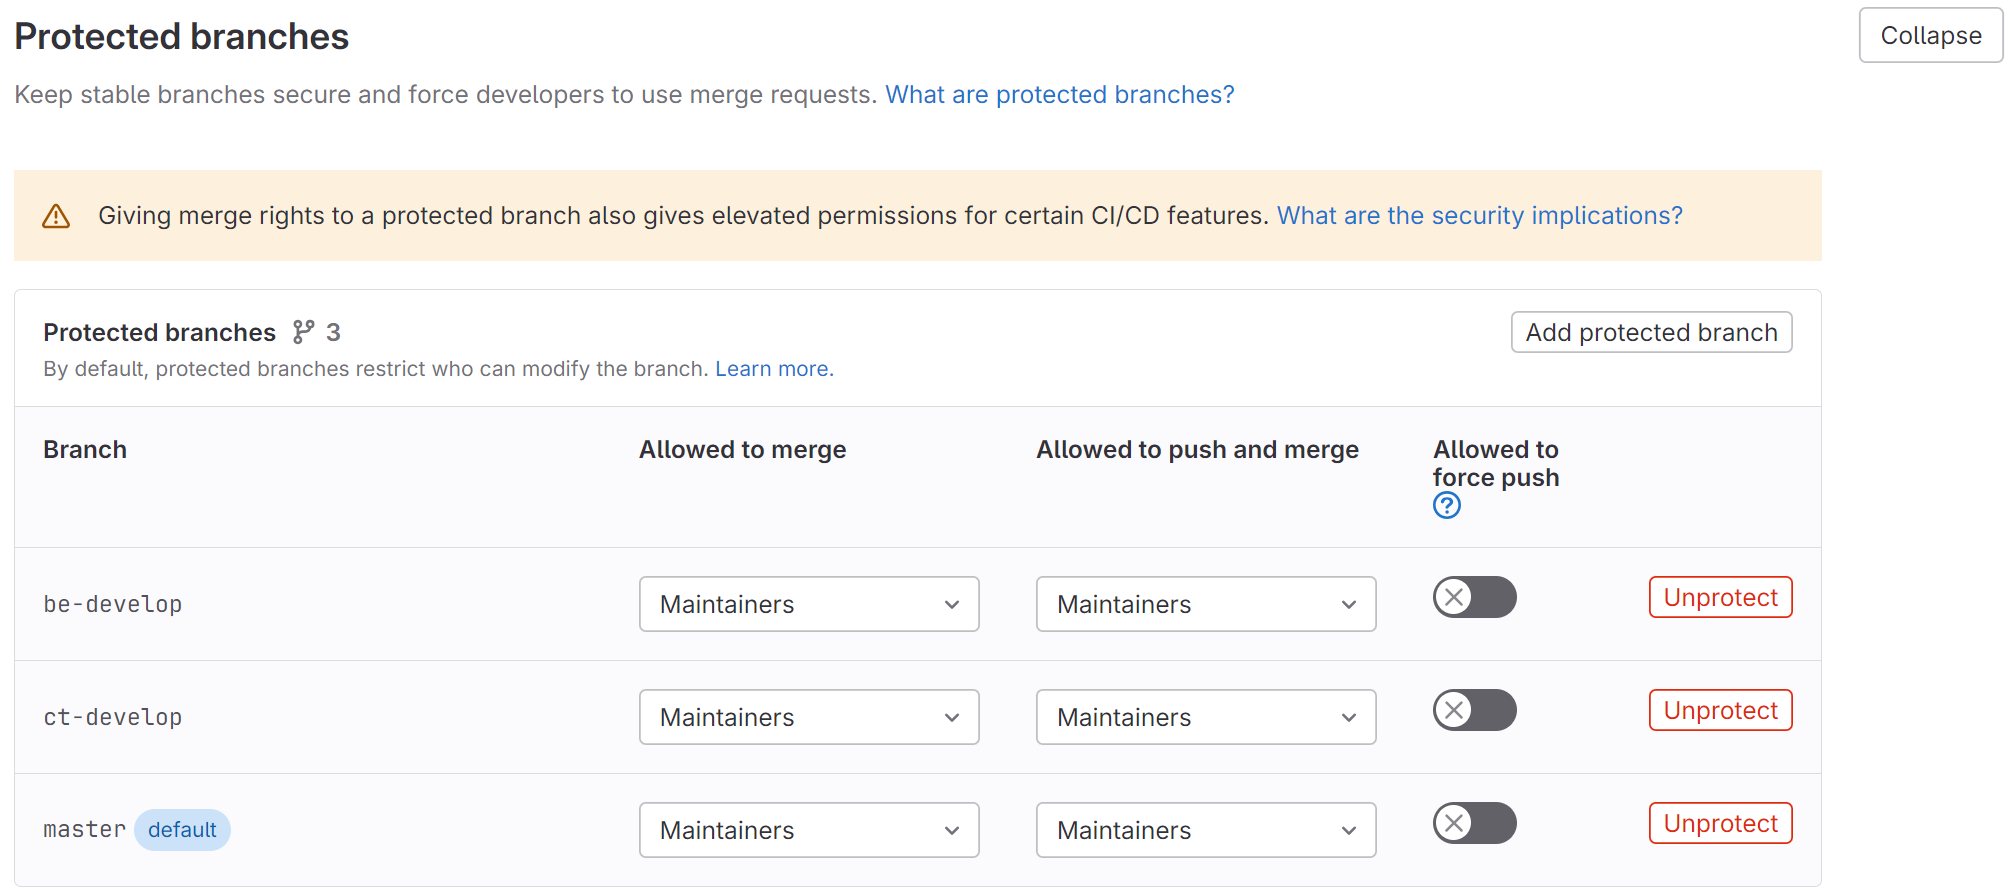 Protected branches
Collapse
Keep stable branches secure and force developers to use merge requests. What are protected branches?
Giving merge rights to a protected branch also gives elevated permissions for certain CI/CD features. What are the security implications?
Protected branches 3
Add protected branch
By default, protected branches restrict who can modify the branch. Learn more.
Branch Allowed to merge Allowed to push and merge Allowed to
force push
be-develop Maintainers Maintainers Unprotect
ct-develop Maintainers Maintainers Unprotect
master default Maintainers Maintainers Unprotect